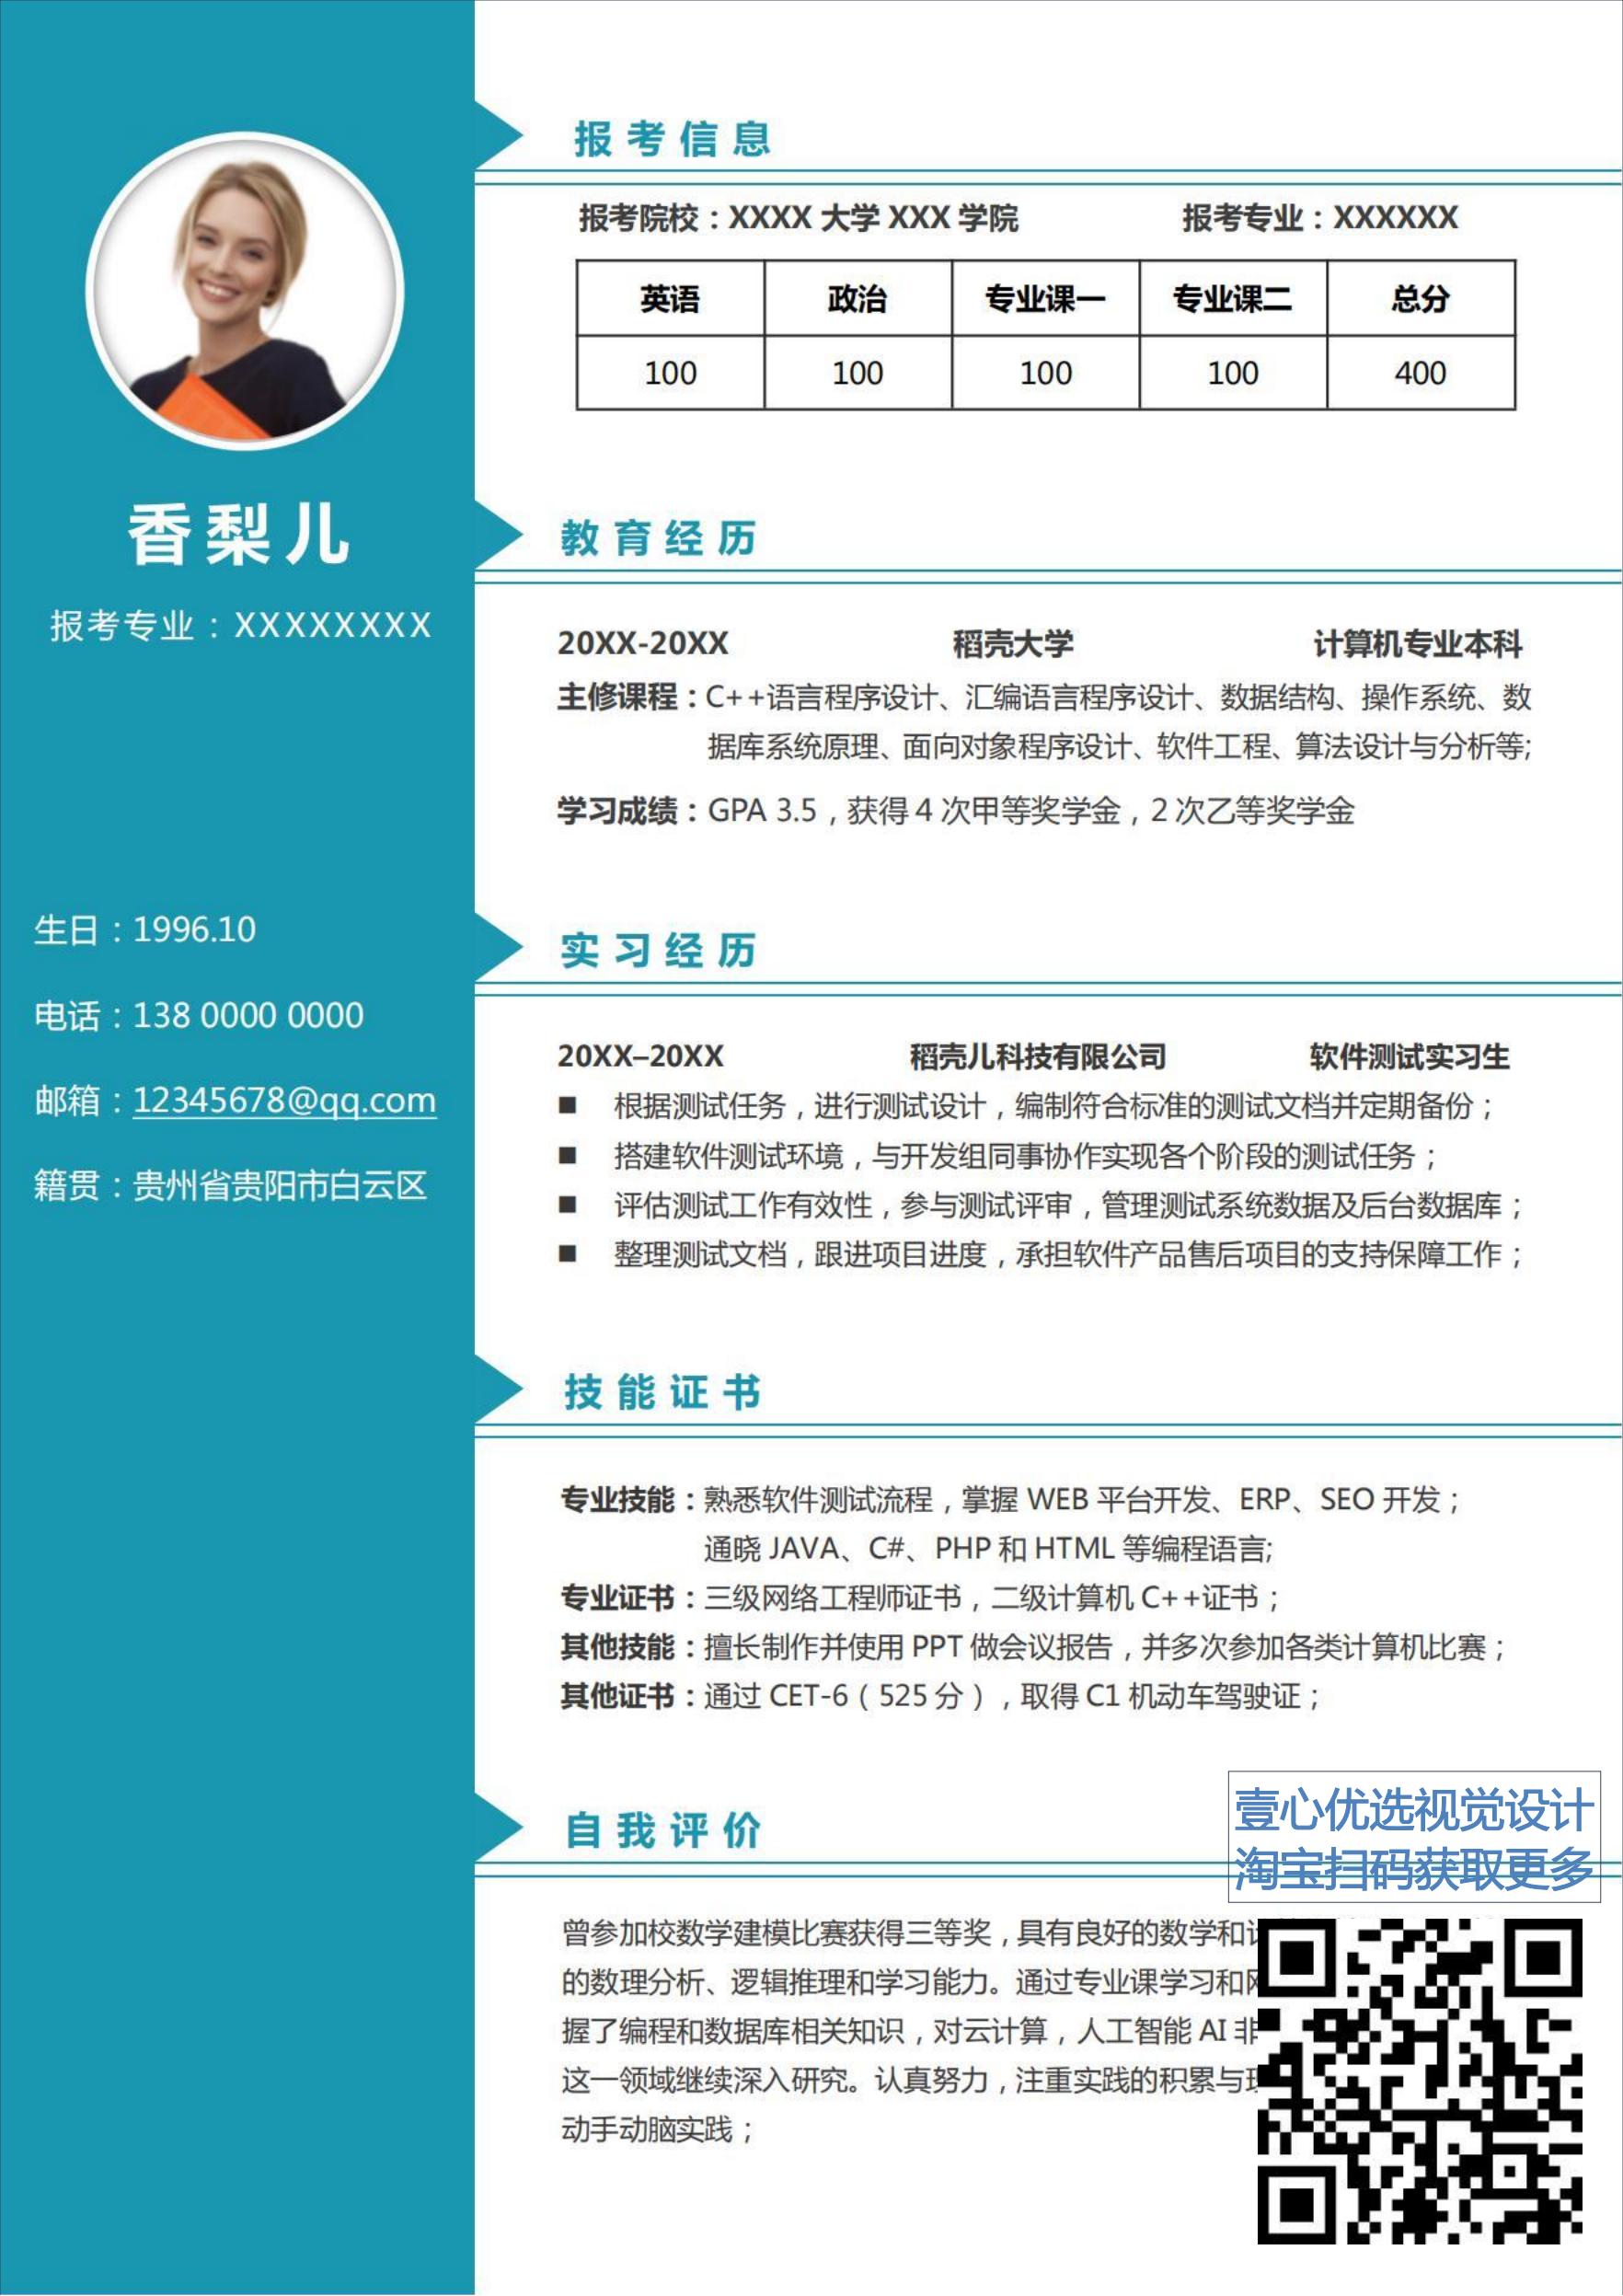 香梨儿
报考专业：XXXXXXXX
生日：1996.10
电话：138 0000 0000
邮箱：12345678@qq.com
籍贯：贵州省贵阳市白云区
报考信息
报考院校：XXXX 大学 XXX 学院 报考专业：XXXXXX
英语 政治 专业课一 专业课二 总分
100 100 100 100 400
教育经历
20XX-20XX 稻壳大学 计算机专业本科
主修课程：C++语言程序设计、汇编语言程序设计、数据结构、操作系统、数
据库系统原理、面向对象程序设计、软件工程、算法设计与分析等;
学习成绩：GPA 3.5，获得 4 次甲等奖学金，2 次乙等奖学金
实习经历
20XX–20XX 稻壳儿科技有限公司 软件测试实习生
■ 根据测试任务，进行测试设计，编制符合标准的测试文档并定期备份；
■ 搭建软件测试环境，与开发组同事协作实现各个阶段的测试任务；
■ 评估测试工作有效性，参与测试评审，管理测试系统数据及后台数据库；
■ 整理测试文档，跟进项目进度，承担软件产品售后项目的支持保障工作；
技能证书
专业技能：熟悉软件测试流程，掌握 WEB 平台开发、ERP、SEO 开发；
通晓 JAVA、C#、PHP 和 HTML 等编程语言;
专业证书：三级网络工程师证书，二级计算机 C++证书；
其他技能：擅长制作并使用 PPT 做会议报告，并多次参加各类计算机比赛；
其他证书：通过 CET-6（525 分），取得 C1 机动车驾驶证；
自我评价
壹心优选视觉设计
淘宝扫码获取更多
曾参加校数学建模比赛获得三等奖，具有良好的数学和
的数理分析、逻辑推理和学习能力。通过专业课学习和
握了编程和数据库相关知识，对云计算，人工智能 AI
这一领域继续深入研究。认真努力，注重实践的积累与
动手动脑实践；